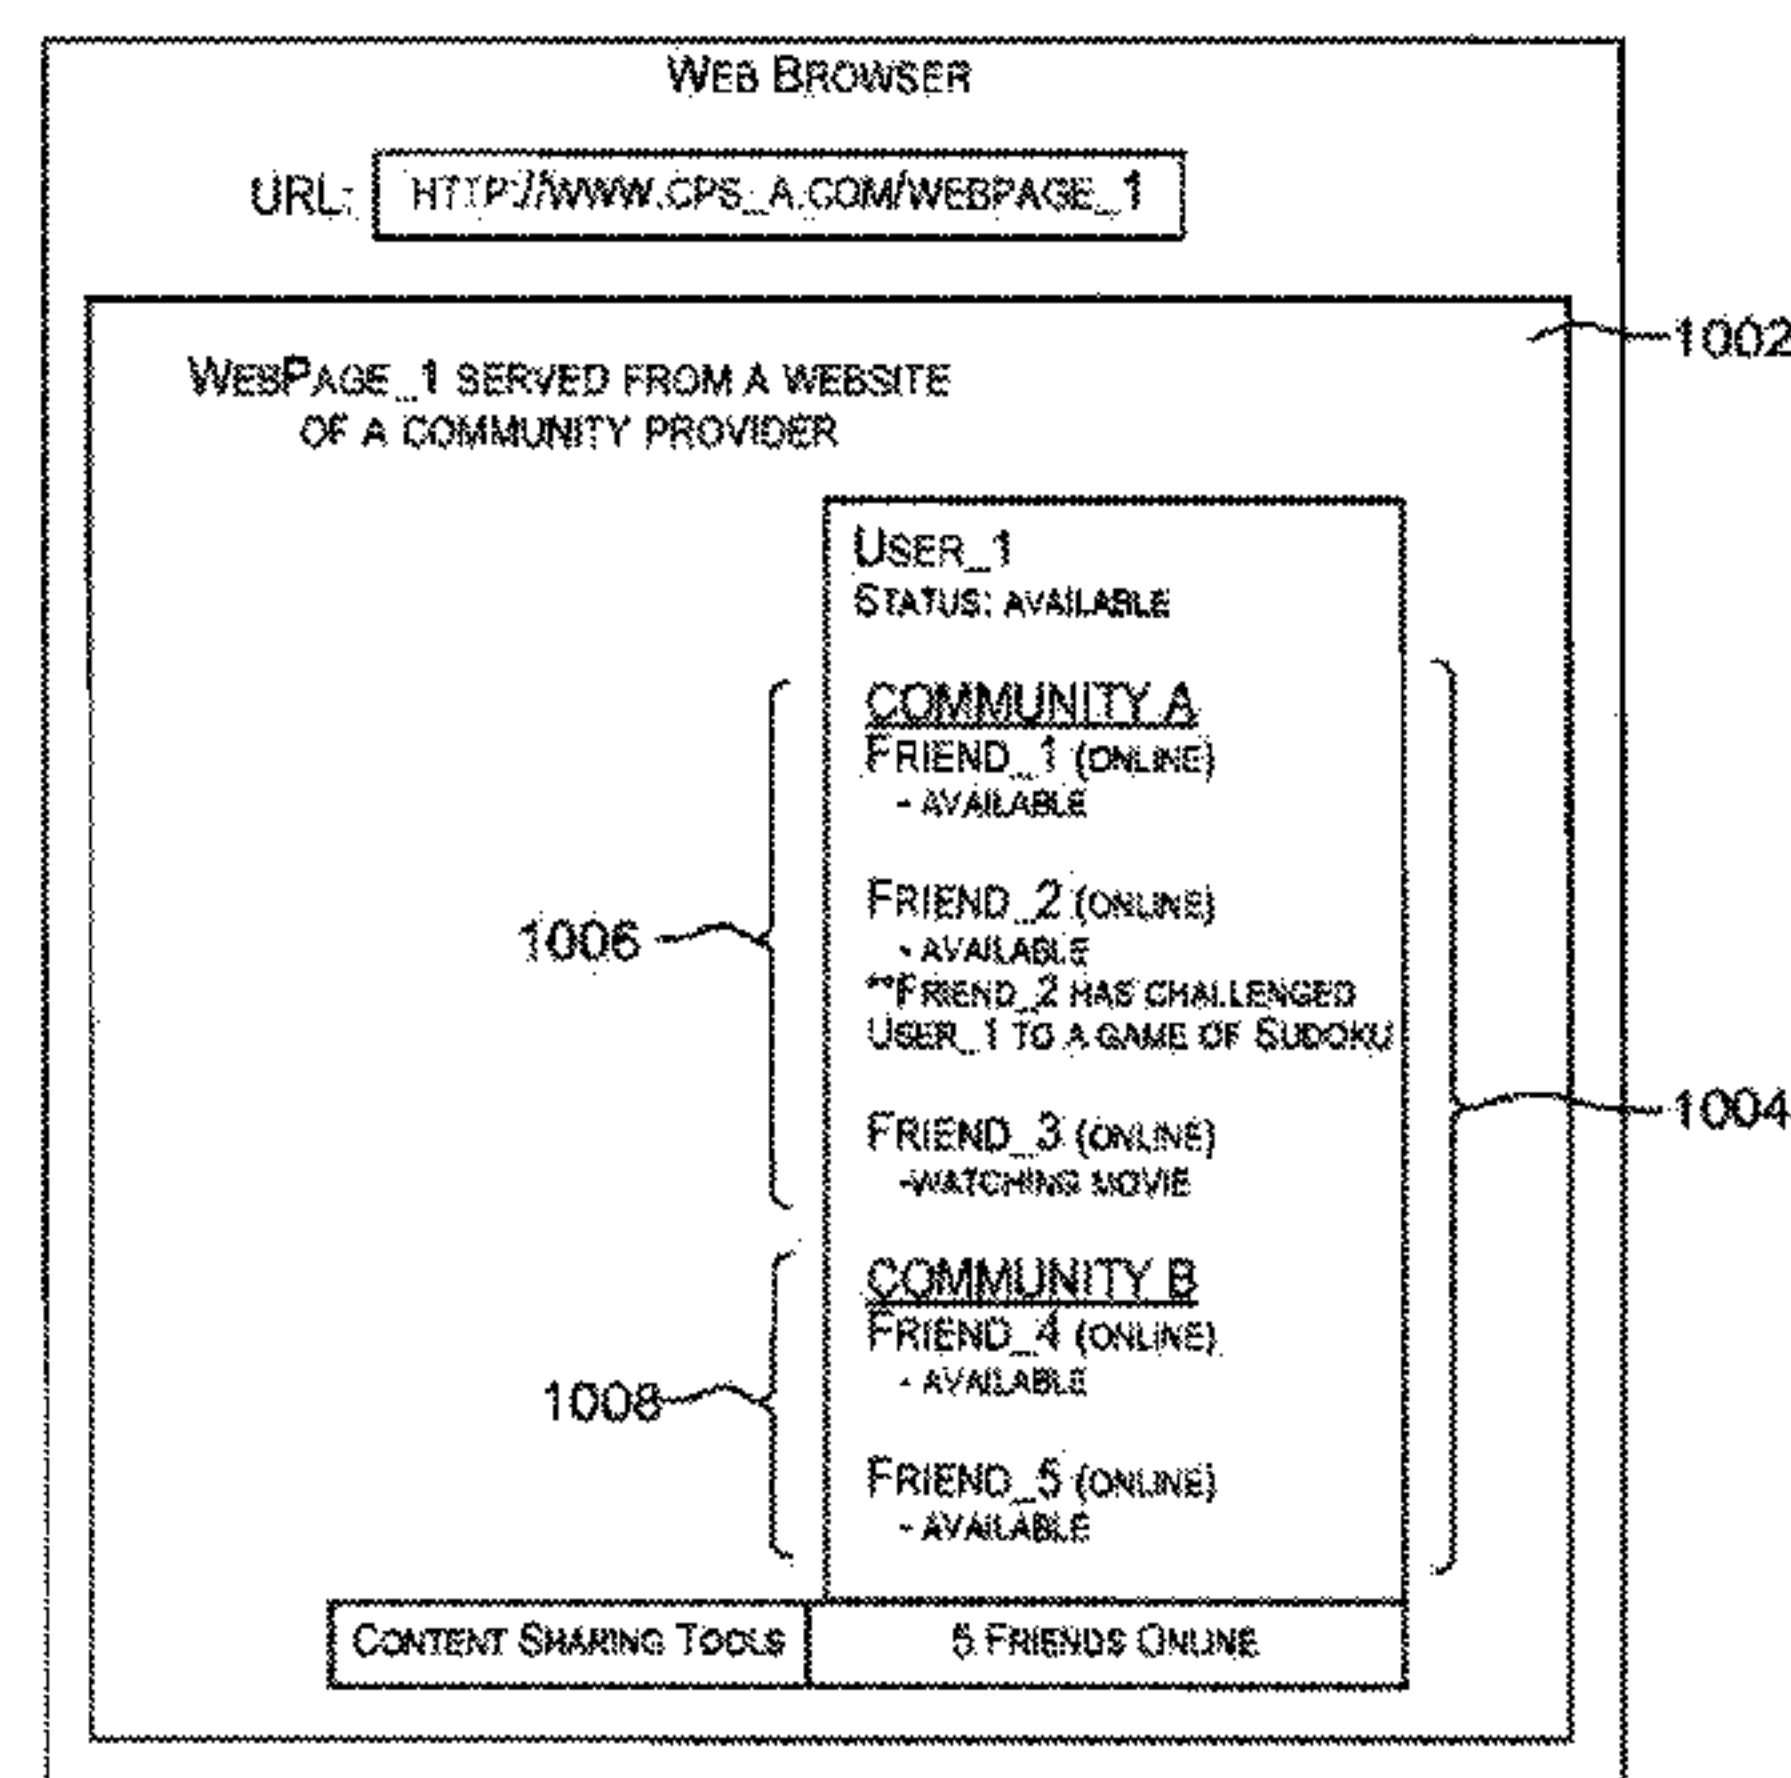 WEB BROWSER
URL: HTTP://WWW.CPS_A.COM/WEBPAGE_1
1002
WEBPAGE_1 SERVED FROM A WEBSITE
OF A COMMUNITY PROVIDER
USER_1
STATUS: AVAILABLE
COMMUNITY A
FRIEND_1 (ONLINE)
- AVAILABLE
FRIEND_2 (ONLINE)
- AVAILABLE
**FRIEND_2 HAS CHALLENGED
USER_1 TO A GAME OF SUDOKU
1006
FRIEND_3 (ONLINE)
-WATCHING MOVIE
1004
COMMUNITY B
FRIEND_4 (ONLINE)
- AVAILABLE
1008
FRIEND_5 (ONLINE)
- AVAILABLE
CONTENT SHARING TOOLS
5 FRIENDS ONLINE